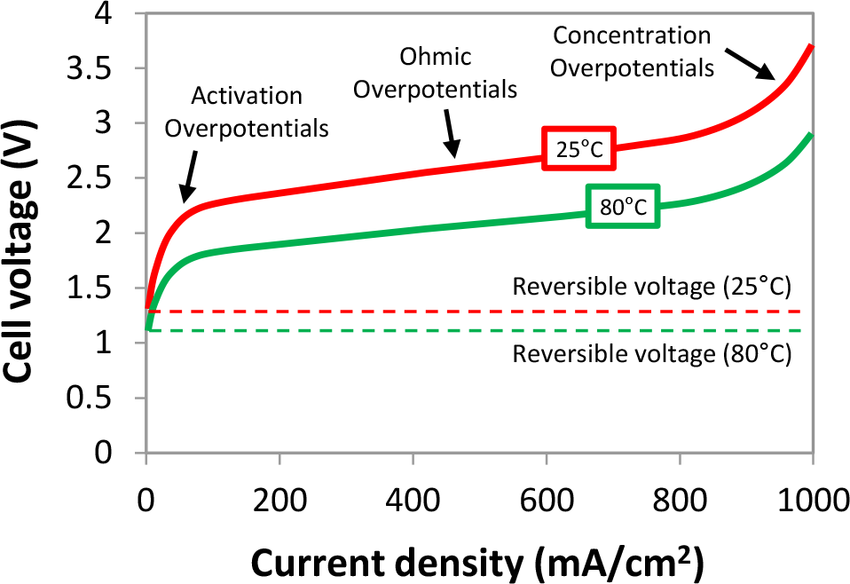 4
3.5
3
2.5
2
1.5
1
0.5
0
Cell voltage (V)
Activation
Overpotentials
Ohmic
Overpotentials
Concentration
Overpotentials
25°C
80°C
Reversible voltage (25°C)
Reversible voltage (80°C)
0 200 400 600 800 1000
Current density (mA/cm²)